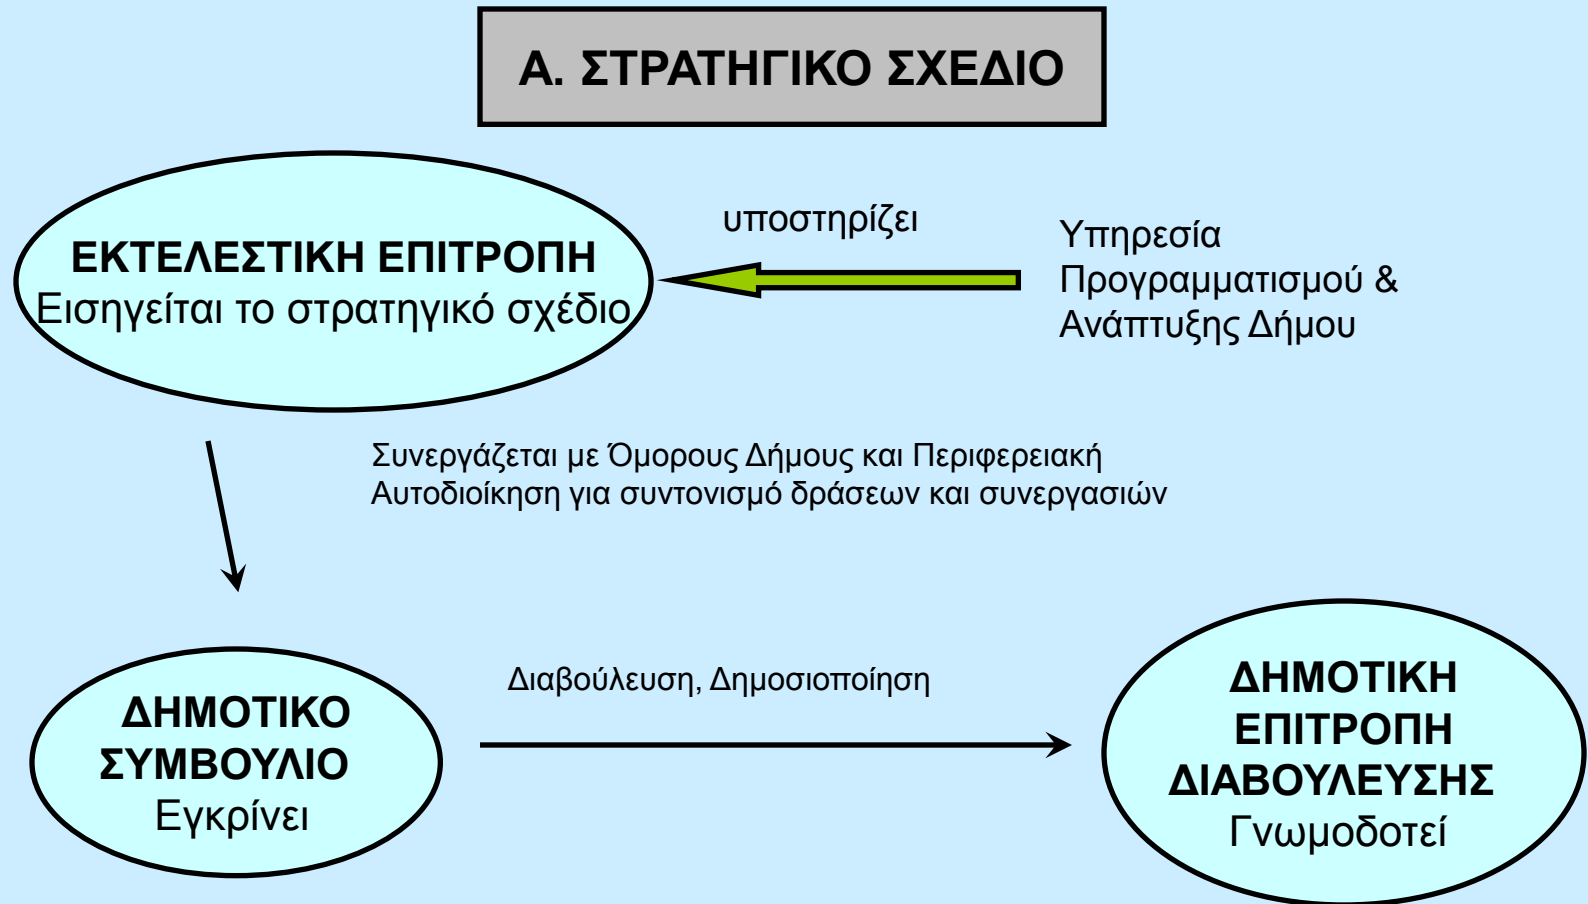 Α. ΣΤΡΑΤΗΓΙΚΟ ΣΧΕΔΙΟ
ΕΚΤΕΛΕΣΤΙΚΗ ΕΠΙΤΡΟΠΗ
Εισηγείται το στρατηγικό σχέδιο
υποστηρίζει
Υπηρεσία
Προγραμματισμού &
Ανάπτυξης Δήμου
Συνεργάζεται με Όμορους Δήμους και Περιφερειακή
Αυτοδιοίκηση για συντονισμό δράσεων και συνεργασιών
ΔΗΜΟΤΙΚΟ
ΣΥΜΒΟΥΛΙΟ
Εγκρίνει
Διαβούλευση, Δημοσιοποίηση
ΔΗΜΟΤΙΚΗ
ΕΠΙΤΡΟΠΗ
ΔΙΑΒΟΥΛΕΥΣΗΣ
Γνωμοδοτεί